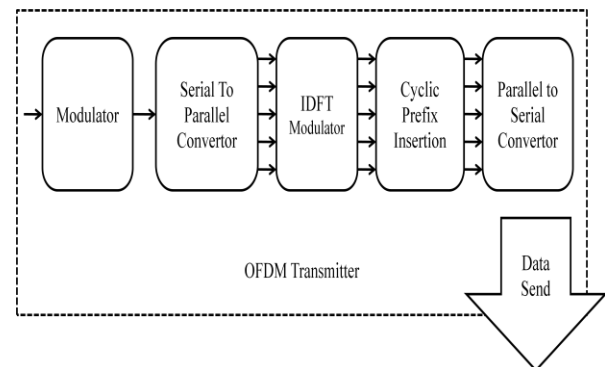 Modulator
Serial To
Parallel
Convertor
IDFT
Modulator
Cyclic
Prefix
Insertion
Parallel to
Serial
Convertor
OFDM Transmitter
Data
Send